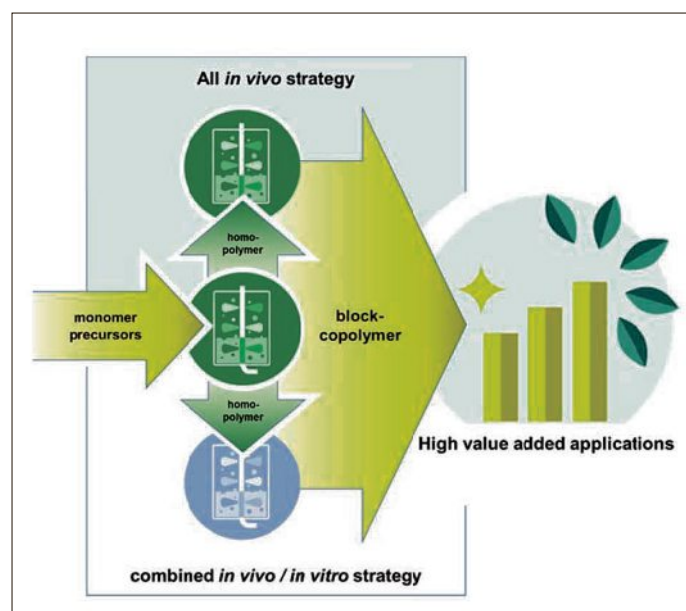 All in vivo strategy
homo-
polymer
monomer
precursors
block-
copolymer
homo-
polymer
High value added applications
combined in vivo / in vitro strategy